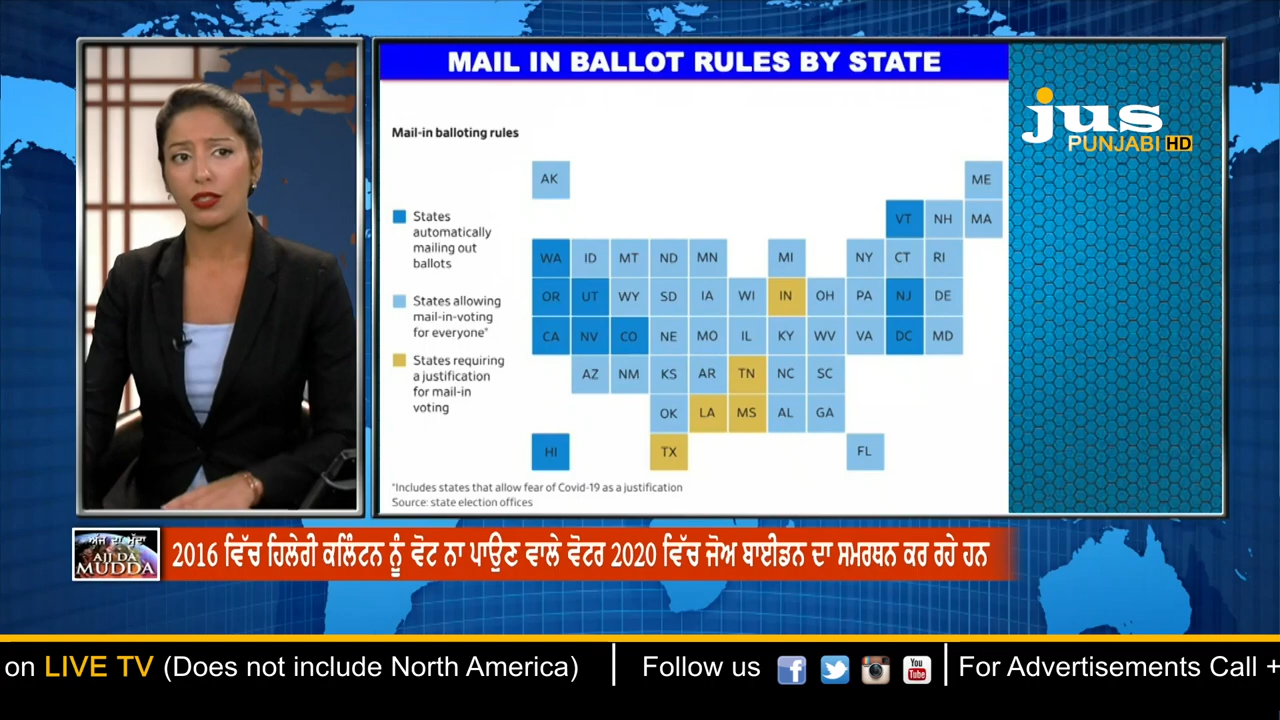 MAIL IN BALLOT RULES BY STATE
jus
PUNJABI HD
Mail-in balloting rules
States
automatically
mailing out
ballots
States allowing
mail-in-voting
for everyone*
States requiring
a justification
for mail-in
voting
AK
ME
VT NH MA
WA ID MT ND MN MI NY CT RI
OR UT WY SD IA WI IN OH PA NJ DE
CA NV CO NE MO IL KY WV VA DC MD
AZ NM KS AR TN NC SC
OK LA MS AL GA
HI TX FL
*Includes states that allow fear of Covid-19 as a justification
Source: state election offices
ਅੱਜ ਦਾ ਮੁੱਦਾ
AJJ DA
MUDDA
2016 ਵਿੱਚ ਹਿਲੇਗੀ ਕਲਿੰਟਨ ਨੂੰ ਵੋਟ ਨਾ ਪਾਉਣ ਵਾਲੇ ਵੋਟਰ 2020 ਵਿੱਚ ਜੋਅ ਬਾਈਡਨ ਦਾ ਸਮਰਥਨ ਕਰ ਰਹੇ ਹਨ
on LIVE TV (Does not include North America) | Follow us You Tube | For Advertisements Call +